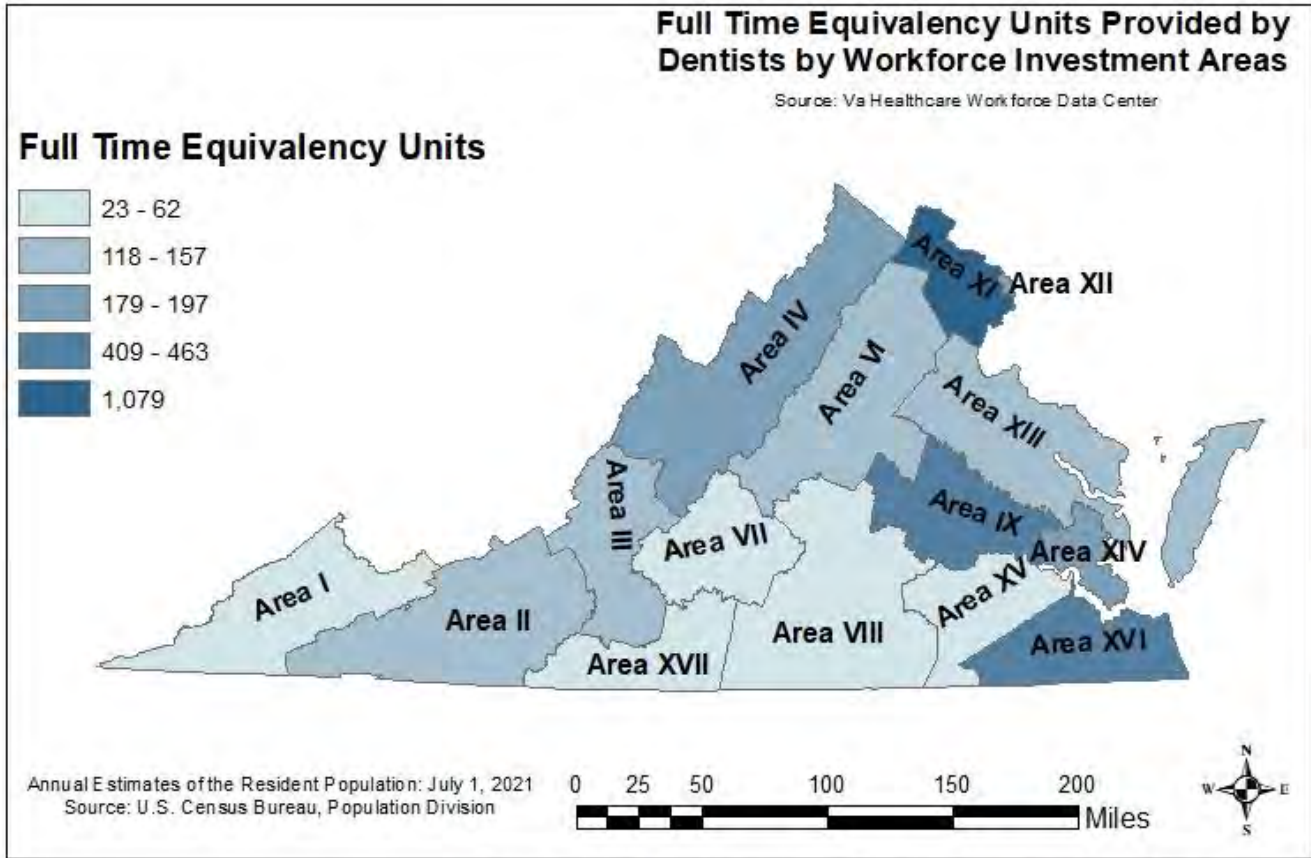 Full Time Equivalency Units Provided by
Dentists by Workforce Investment Areas
Source: Va Healthcare Workforce Data Center
Full Time Equivalency Units
23 - 62
118 - 157
179 - 197
409 - 463
1,079
Area XI
Area XII
Area IV
Area VI
Area XIII
Area III
Area IX
Area VII
Area XIV
Area I
Area XV
Area II
Area VIII
Area XVI
Area XVII
Annual Estimates of the Resident Population: July 1, 2021
Source: U.S. Census Bureau, Population Division
0 25 50 100 150 200
Miles
N
W E
S